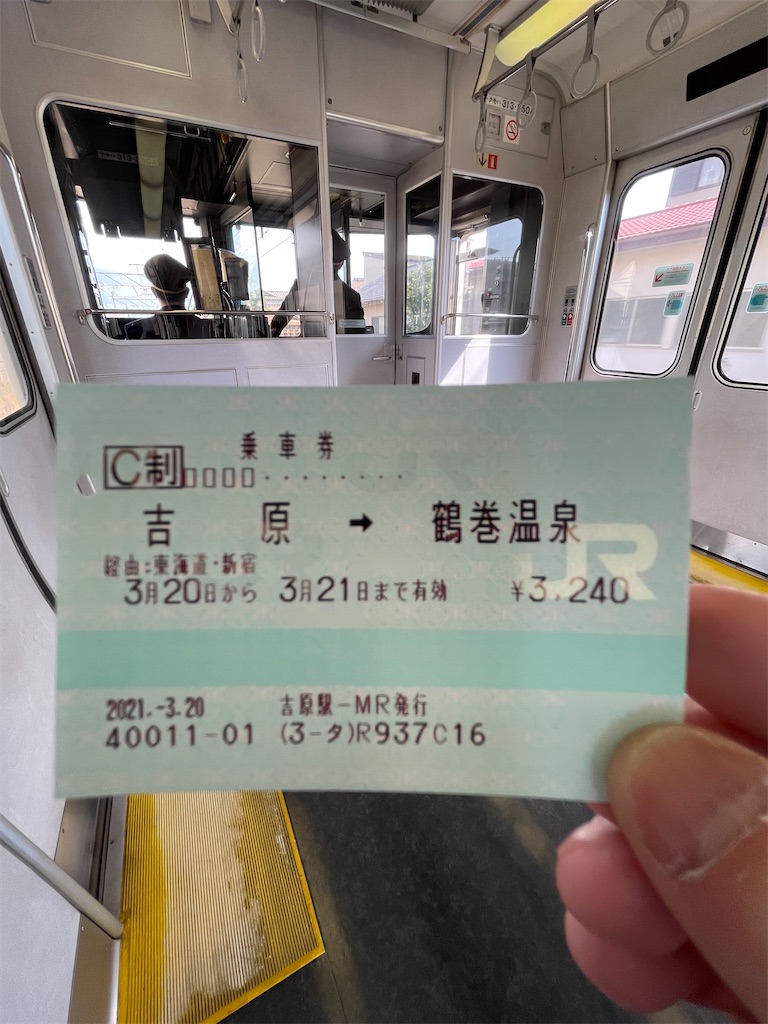 乗車券
C制 □□□□・・・・・・・・
吉原 → 鶴巻温泉
経由:東海道・新宿
3月20日から 3月21日まで有効 ¥3,240
JR
2021.-3.20 吉原駅-MR発行
40011-01 (3-タ)R937C16